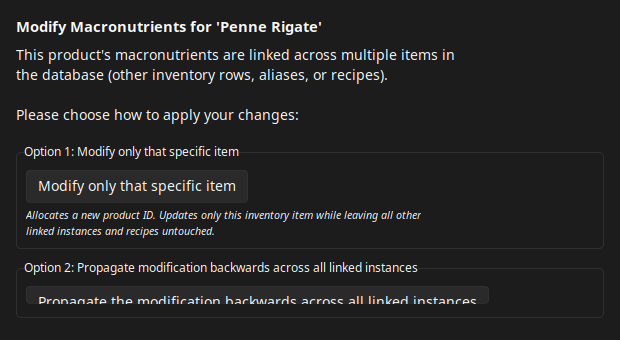 Modify Macronutrients for 'Penne Rigate'
This product's macronutrients are linked across multiple items in
the database (other inventory rows, aliases, or recipes).
Please choose how to apply your changes:
Option 1: Modify only that specific item
Modify only that specific item
Allocates a new product ID. Updates only this inventory item while leaving all other
linked instances and recipes untouched.
Option 2: Propagate modification backwards across all linked instances
Propagate the modification backwards across all linked instances